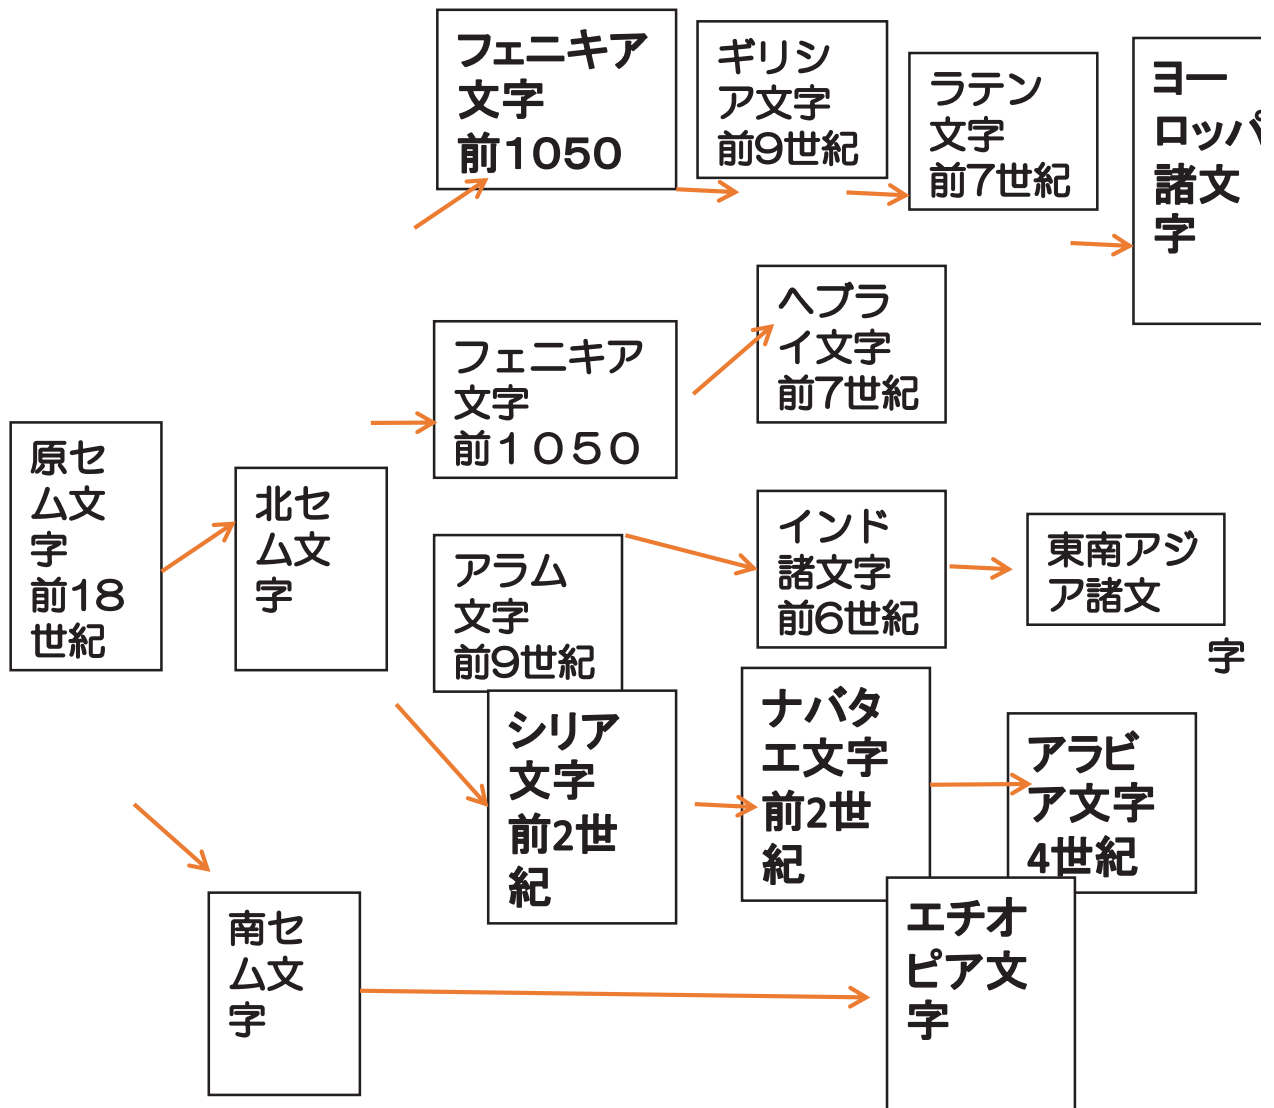 フェニキア
文字
前1050
ギリシ
ア文字
前9世紀
ラテン
文字
前7世紀
ヨー
ロッパ
諸文
字
フェニキア
文字
前1050
ヘブラ
イ文字
前7世紀
原セ
ム文
字
前18
世紀
北セ
ム文
字
アラム
文字
前9世紀
インド
諸文字
前6世紀
東南アジ
ア諸文
字
シリア
文字
前2世
紀
ナバタ
エ文字
前2世
紀
アラビ
ア文字
4世紀
南セ
ム文
字
エチオ
ピア文
字